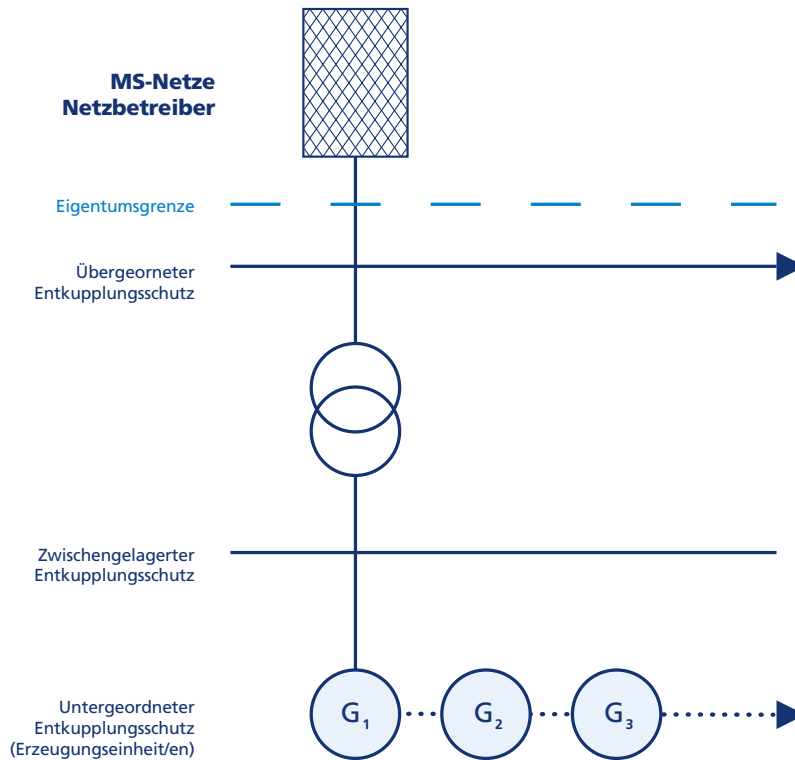 MS-Netze
Netzbetreiber
Eigentumsgrenze
Übergeorneter
Entkupplungsschutz
Zwischengelagerter
Entkupplungsschutz
Untergeordneter
Entkupplungsschutz
(Erzeugungseinheit/en)
G₁ G₂ G₃